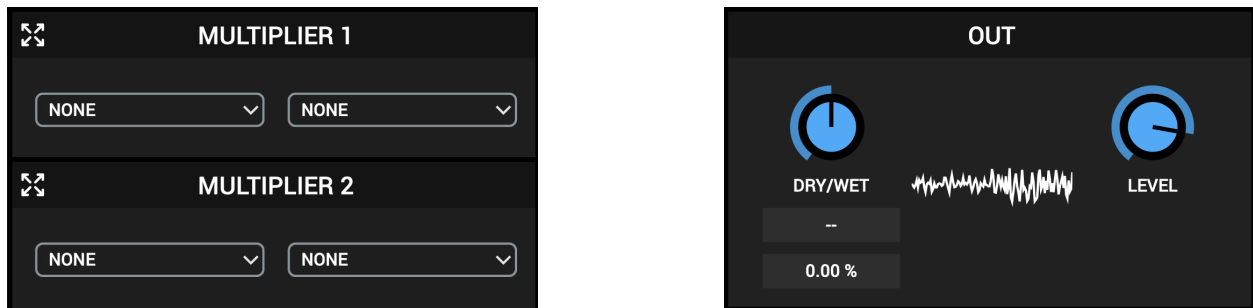 MULTIPLIER 1
NONE NONE
MULTIPLIER 2
NONE NONE
OUT
DRY/WET LEVEL
--
0.00 %